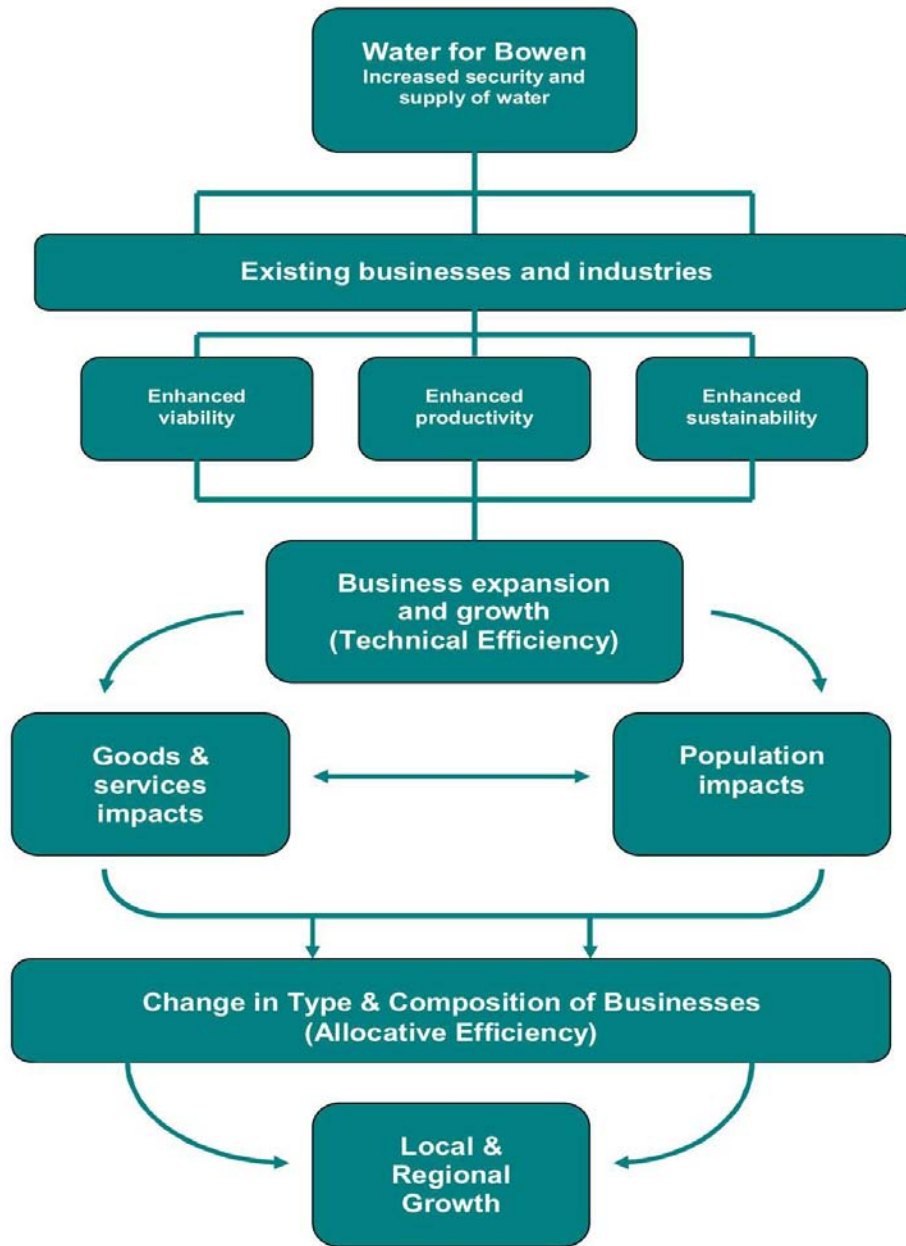 Water for Bowen
Increased security and
supply of water
Existing businesses and industries
Enhanced
viability
Enhanced
productivity
Enhanced
sustainability
Business expansion
and growth
(Technical Efficiency)
Goods &
services
impacts
Population
impacts
Change in Type & Composition of Businesses
(Allocative Efficiency)
Local &
Regional
Growth